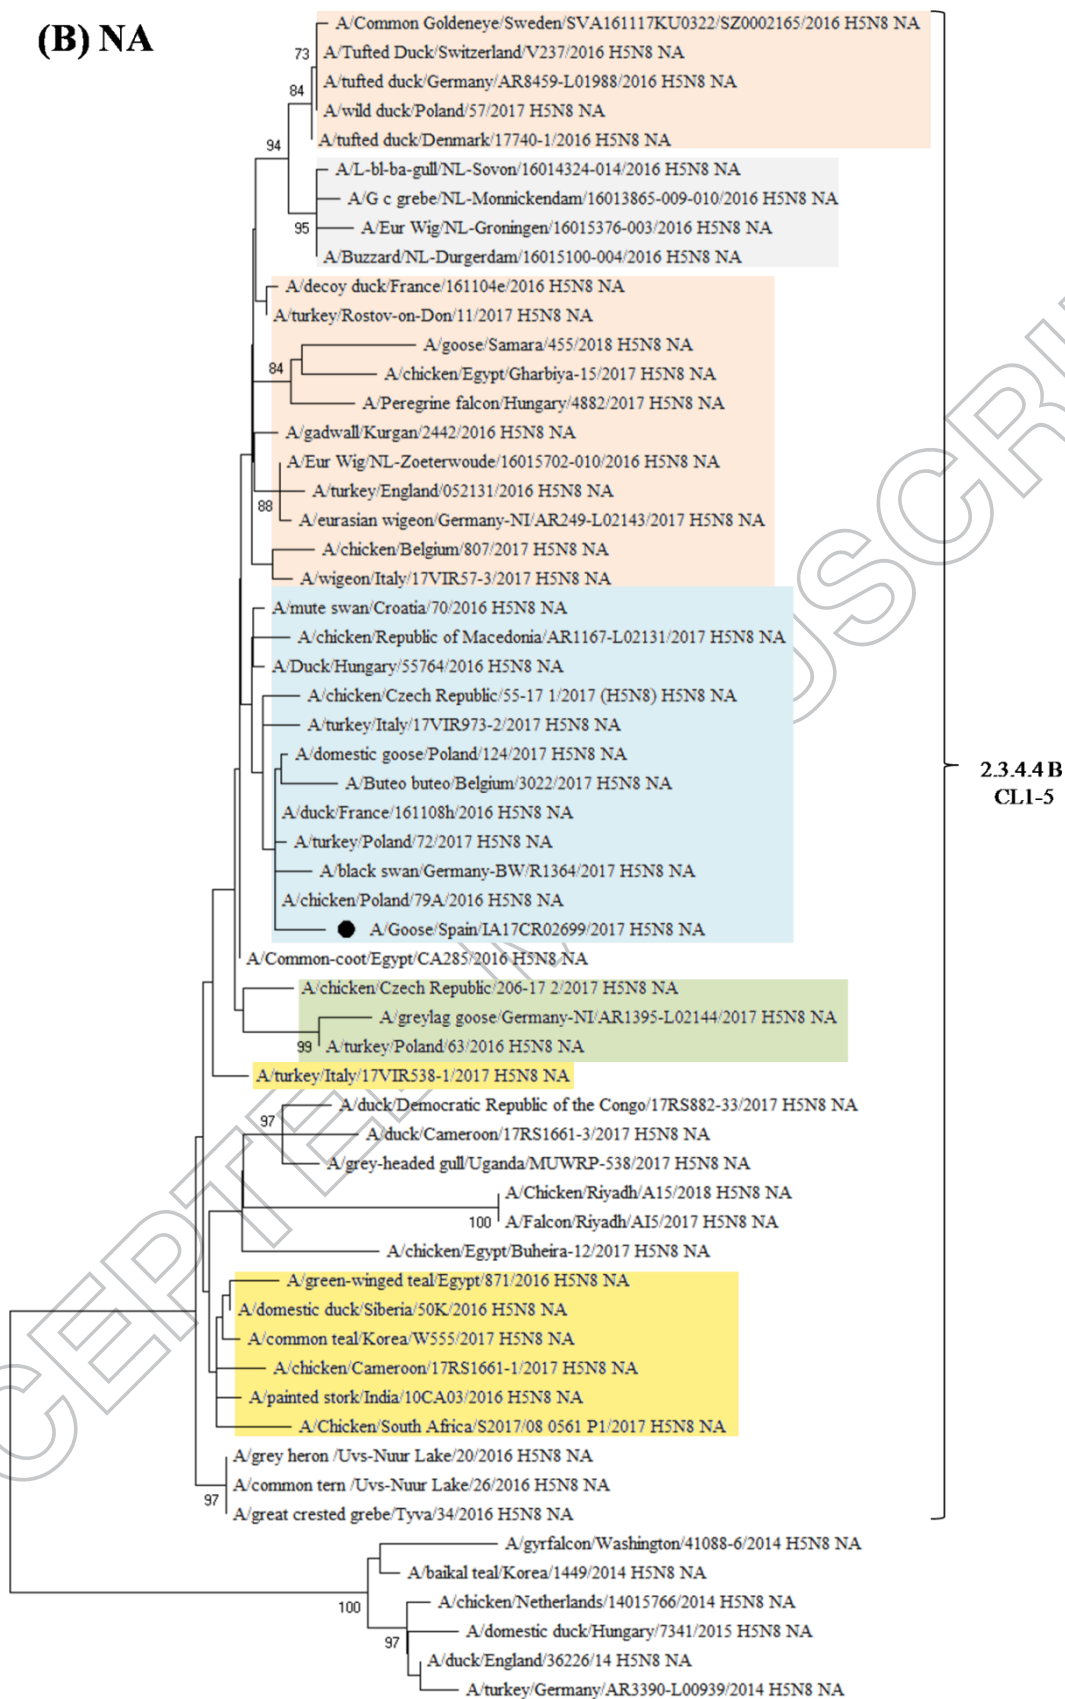 (B) NA
A/Common Goldeneye/Sweden/SVA161117KU0322/SZ0002165/2016 H5N8 NA
73
A/Tufted Duck/Switzerland/V237/2016 H5N8 NA
A/tufted duck/Germany/AR8459-L01988/2016 H5N8 NA
84
A/wild duck/Poland/57/2017 H5N8 NA
A/tufted duck/Denmark/17740-1/2016 H5N8 NA
94
A/L-bl-ba-gull/NL-Sovon/16014324-014/2016 H5N8 NA
A/G c grebe/NL-Monnickendam/16013865-009-010/2016 H5N8 NA
95
A/Eur Wig/NL-Groningen/16015376-003/2016 H5N8 NA
A/Buzzard/NL-Durgerdam/16015100-004/2016 H5N8 NA
A/decoy duck/France/161104e/2016 H5N8 NA
A/turkey/Rostov-on-Don/11/2017 H5N8 NA
A/goose/Samara/455/2018 H5N8 NA
84
A/chicken/Egypt/Gharbiya-15/2017 H5N8 NA
A/Peregrine falcon/Hungary/4882/2017 H5N8 NA
A/gadwall/Kurgan/2442/2016 H5N8 NA
A/Eur Wig/NL-Zoeterwoude/16015702-010/2016 H5N8 NA
A/turkey/England/052131/2016 H5N8 NA
88
A/eurasian wigeon/Germany-NI/AR249-L02143/2017 H5N8 NA
A/chicken/Belgium/807/2017 H5N8 NA
A/wigeon/Italy/17VIR57-3/2017 H5N8 NA
A/mute swan/Croatia/70/2016 H5N8 NA
A/chicken/Republic of Macedonia/AR1167-L02131/2017 H5N8 NA
A/Duck/Hungary/55764/2016 H5N8 NA
A/chicken/Czech Republic/55-17 1/2017 (H5N8) H5N8 NA
A/turkey/Italy/17VIR973-2/2017 H5N8 NA
A/domestic goose/Poland/124/2017 H5N8 NA
2.3.4.4 B
CL1-5
A/Buteo buteo/Belgium/3022/2017 H5N8 NA
A/duck/France/161108h/2016 H5N8 NA
A/turkey/Poland/72/2017 H5N8 NA
A/black swan/Germany-BW/R1364/2017 H5N8 NA
A/chicken/Poland/79A/2016 H5N8 NA
A/Goose/Spain/IA17CR02699/2017 H5N8 NA
A/Common-coot/Egypt/CA285/2016 H5N8 NA
A/chicken/Czech Republic/206-17 2/2017 H5N8 NA
A/greylag goose/Germany-NI/AR1395-L02144/2017 H5N8 NA
99
A/turkey/Poland/63/2016 H5N8 NA
A/turkey/Italy/17VIR538-1/2017 H5N8 NA
A/duck/Democratic Republic of the Congo/17RS882-33/2017 H5N8 NA
97
A/duck/Cameroon/17RS1661-3/2017 H5N8 NA
A/grey-headed gull/Uganda/MUWRP-538/2017 H5N8 NA
A/Chicken/Riyadh/A15/2018 H5N8 NA
100
A/Falcon/Riyadh/AI5/2017 H5N8 NA
A/chicken/Egypt/Buheira-12/2017 H5N8 NA
A/green-winged teal/Egypt/871/2016 H5N8 NA
A/domestic duck/Siberia/50K/2016 H5N8 NA
A/common teal/Korea/W555/2017 H5N8 NA
A/chicken/Cameroon/17RS1661-1/2017 H5N8 NA
A/painted stork/India/10CA03/2016 H5N8 NA
A/Chicken/South Africa/S2017/08 0561 P1/2017 H5N8 NA
A/grey heron /Uvs-Nuur Lake/20/2016 H5N8 NA
A/common tern /Uvs-Nuur Lake/26/2016 H5N8 NA
97
A/great crested grebe/Tyva/34/2016 H5N8 NA
A/gyrfalcon/Washington/41088-6/2014 H5N8 NA
A/baikal teal/Korea/1449/2014 H5N8 NA
100
A/chicken/Netherlands/14015766/2014 H5N8 NA
A/domestic duck/Hungary/7341/2015 H5N8 NA
97
A/duck/England/36226/14 H5N8 NA
A/turkey/Germany/AR3390-L00939/2014 H5N8 NA